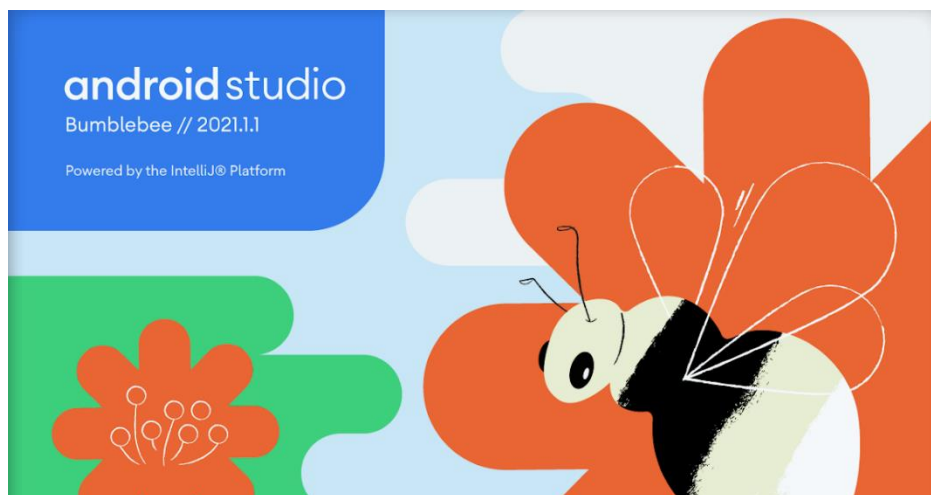 android studio
Bumblebee // 2021.1.1
Powered by the IntelliJ® Platform